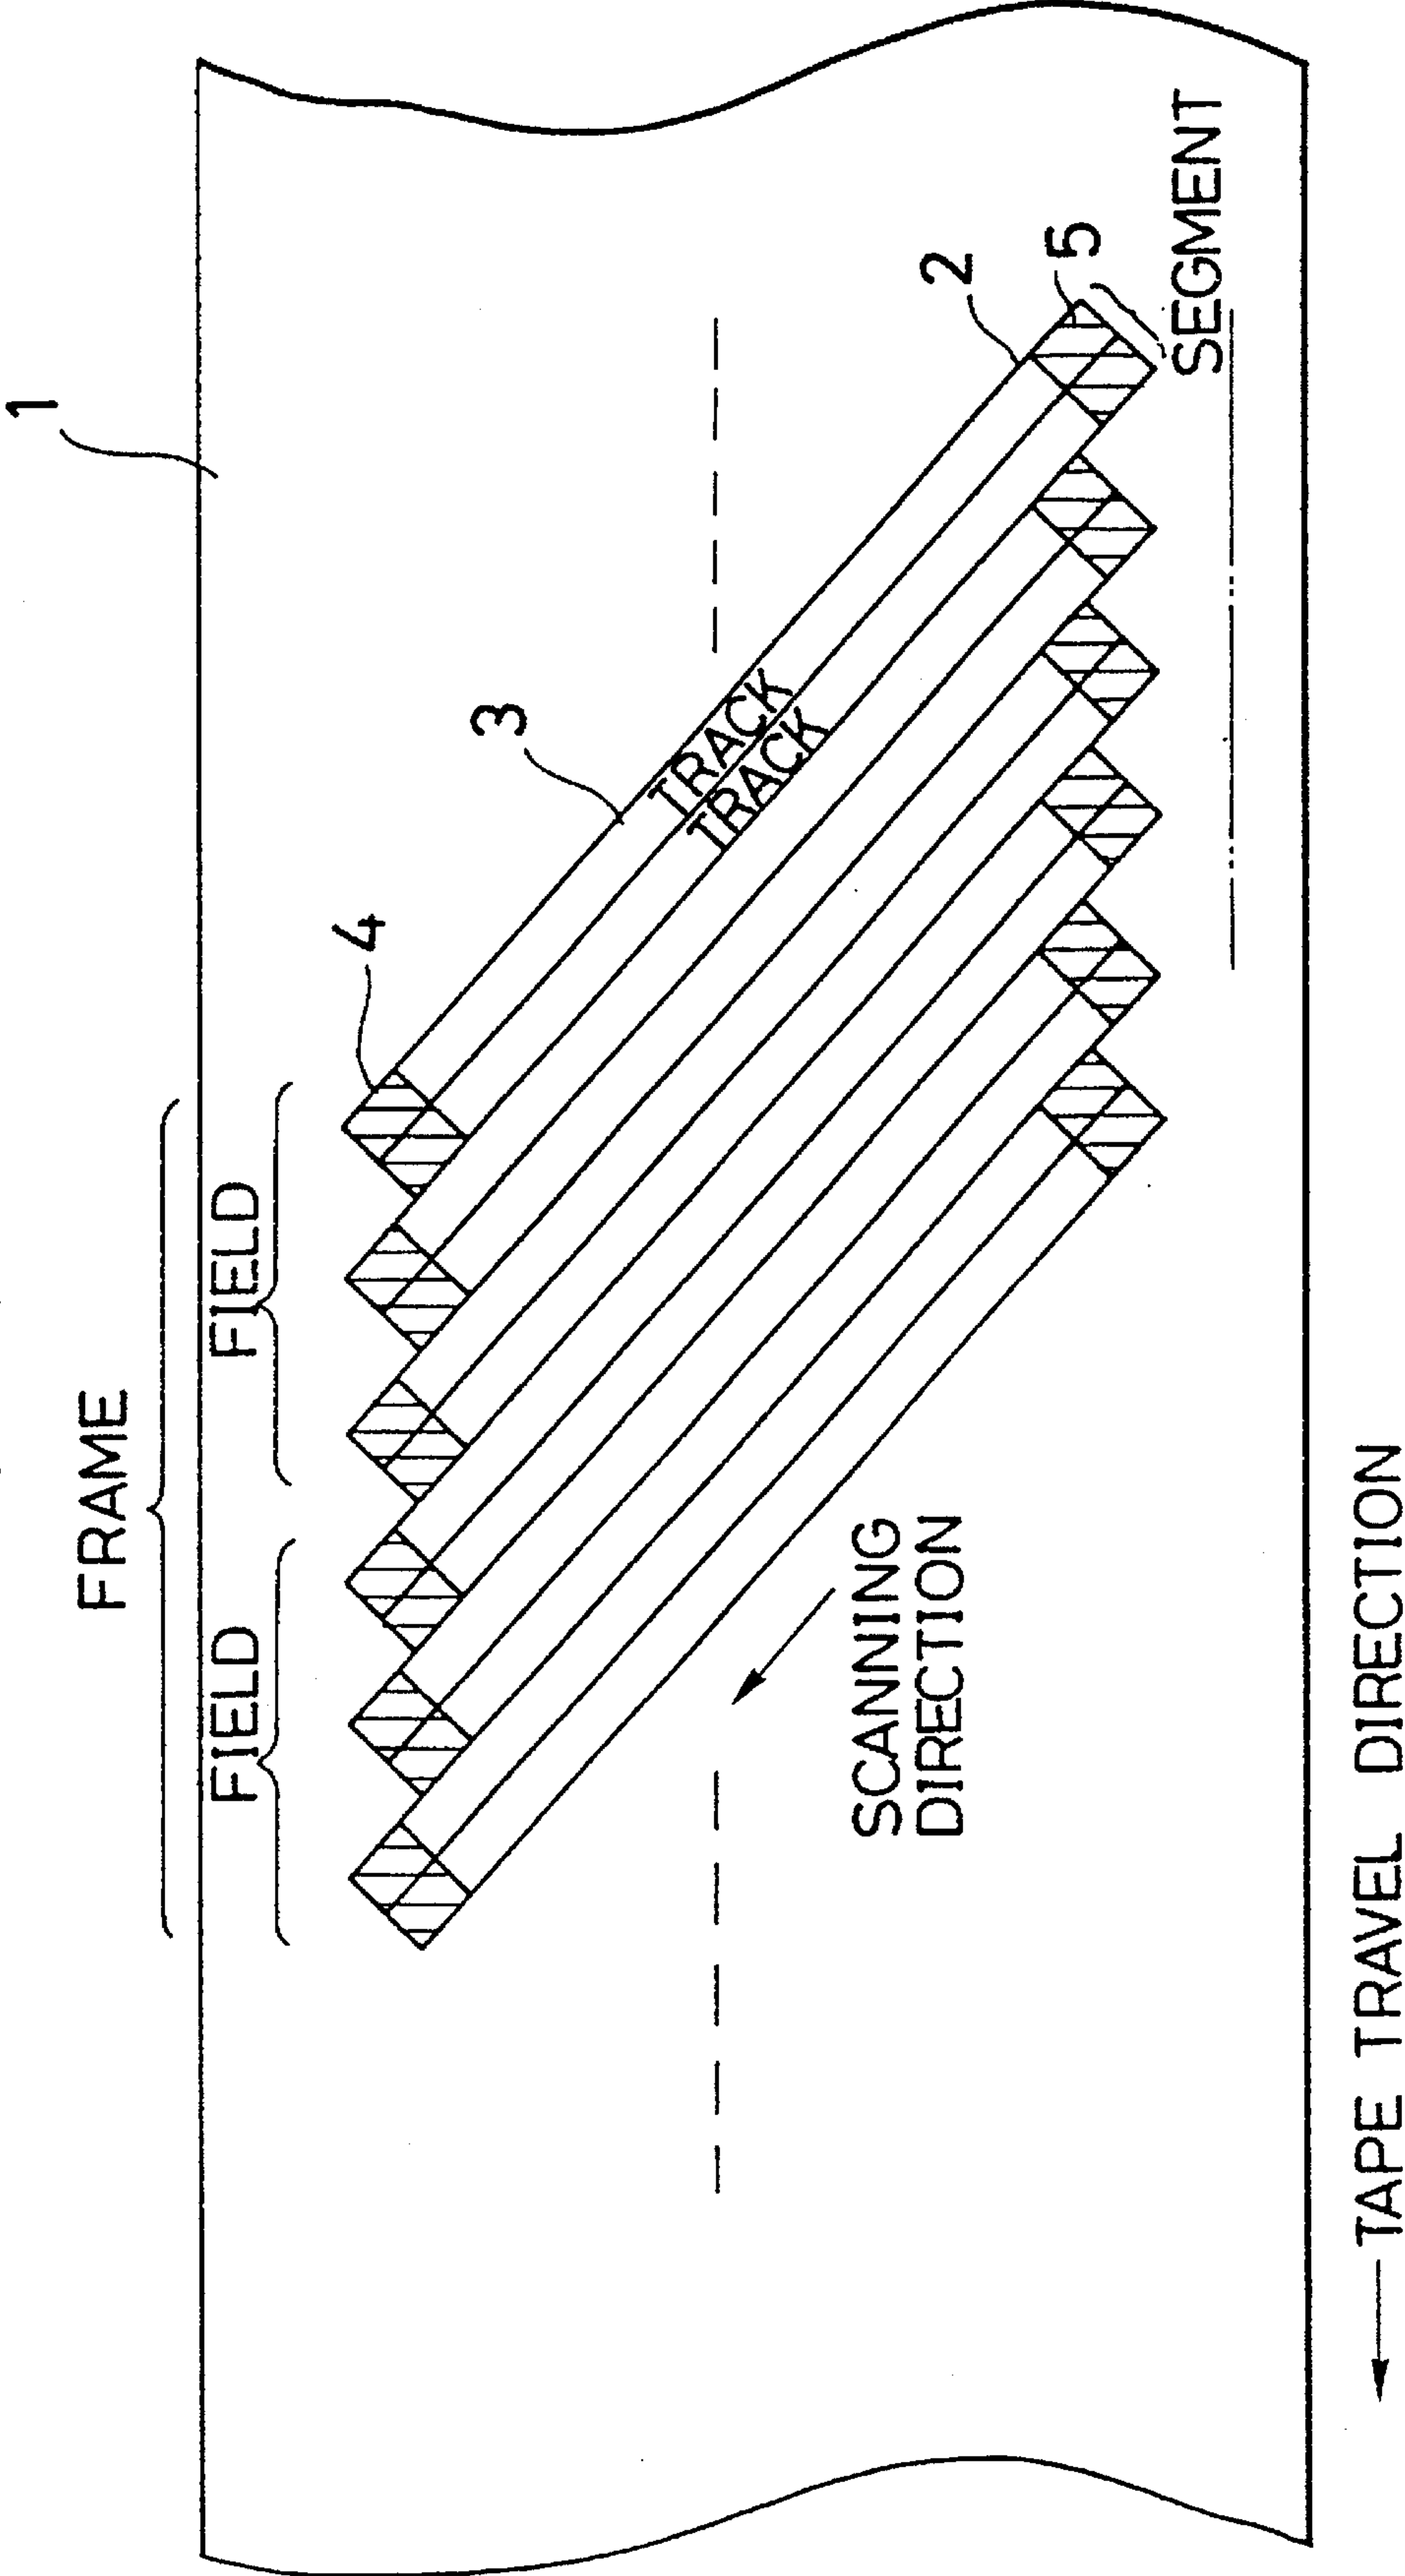 FRAME
FIELD
FIELD
1
4
3
2
5
TRACK
TRACK
SEGMENT
SCANNING
DIRECTION
TAPE TRAVEL DIRECTION